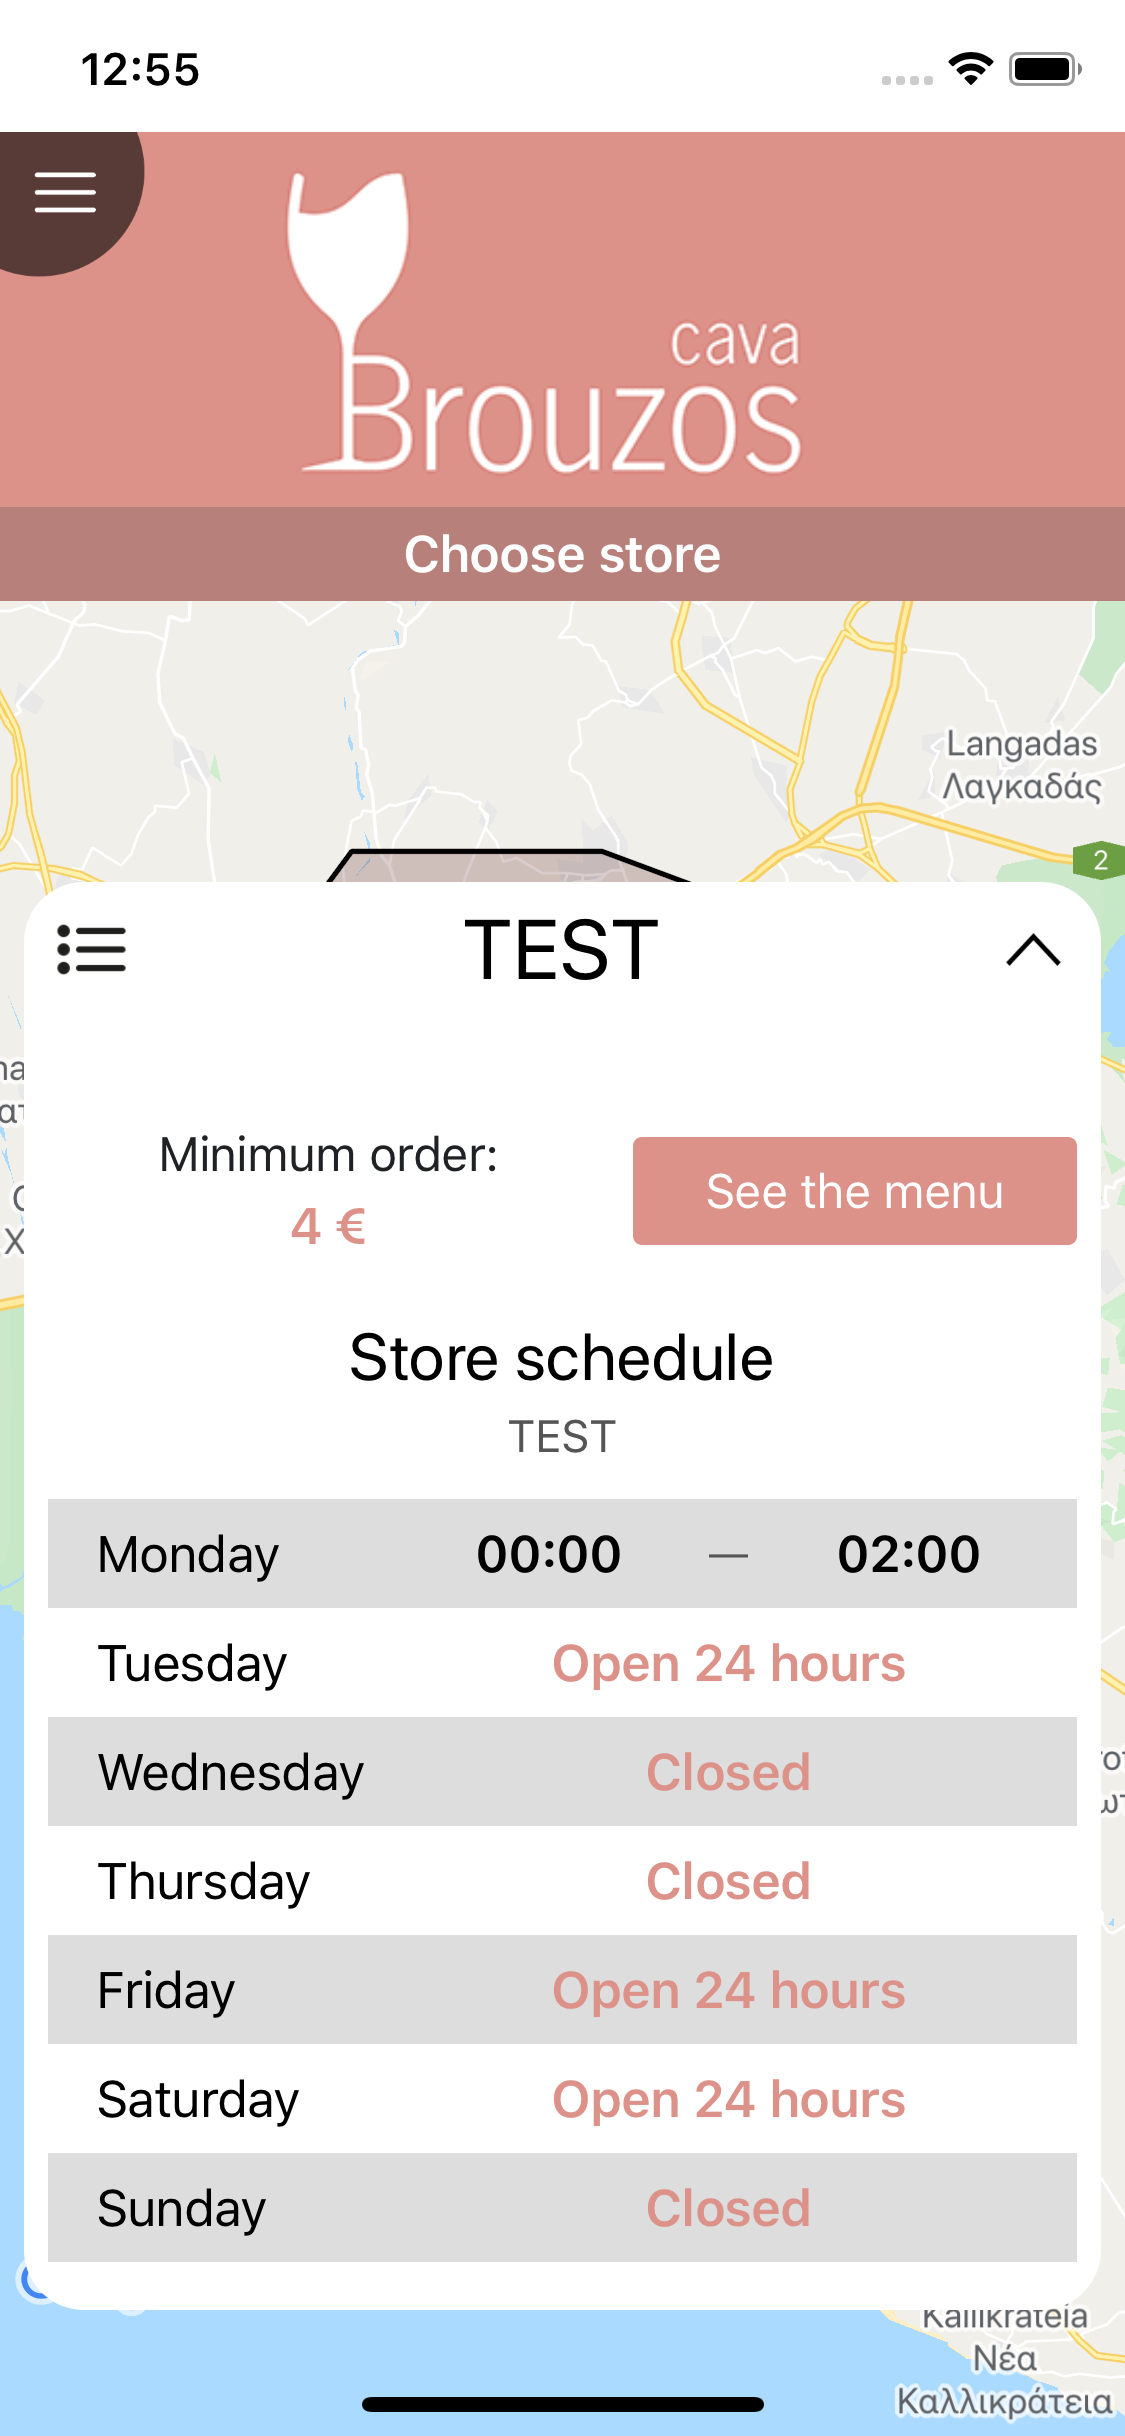 12:55
cava
Brouzos
Choose store
Langadas
Λαγκαδάς
2
TEST
Minimum order:
4 €
See the menu
Store schedule
TEST
Monday 00:00 — 02:00
Tuesday Open 24 hours
Wednesday Closed
Thursday Closed
Friday Open 24 hours
Saturday Open 24 hours
Sunday Closed
Kallikrateia
Νέα
Καλλικράτεια